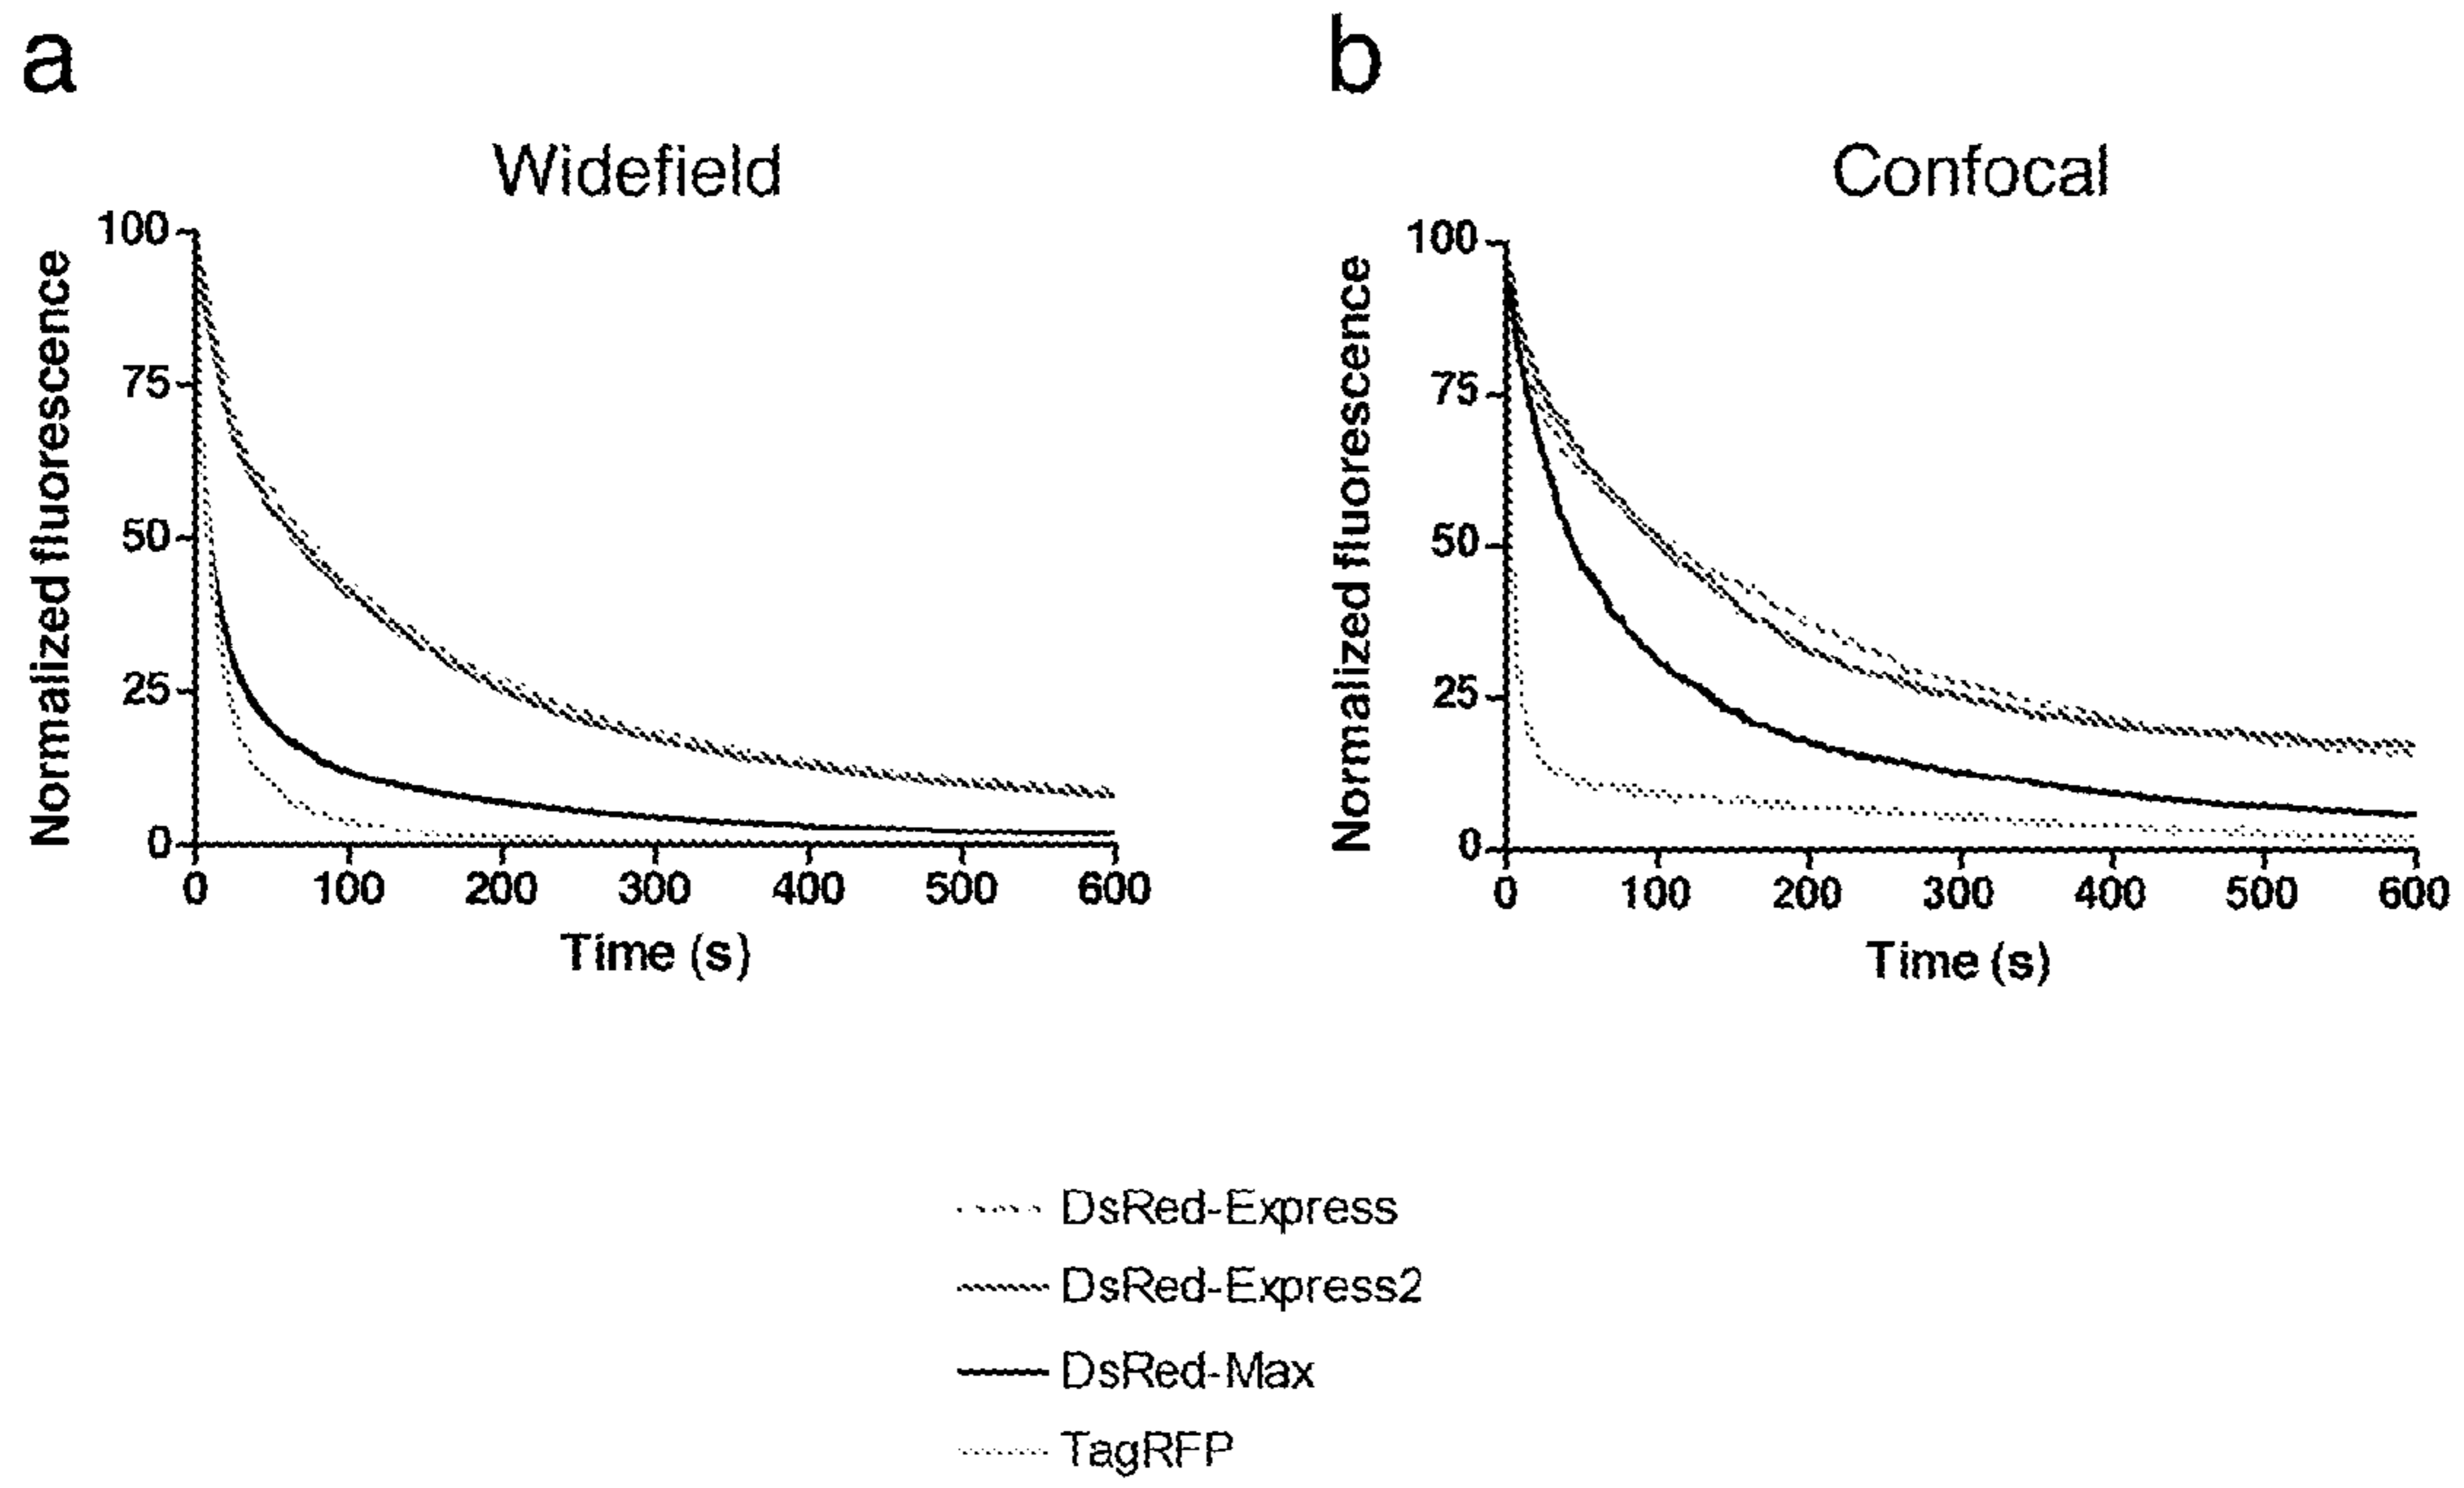 a
Widefield
Normalized fluorescence
100
75
50
25
0
0 100 200 300 400 500 600
Time (s)
b
Confocal
Normalized fluorescence
100
75
50
25
0
0 100 200 300 400 500 600
Time (s)
DsRed-Express
DsRed-Express2
DsRed-Max
TagRFP